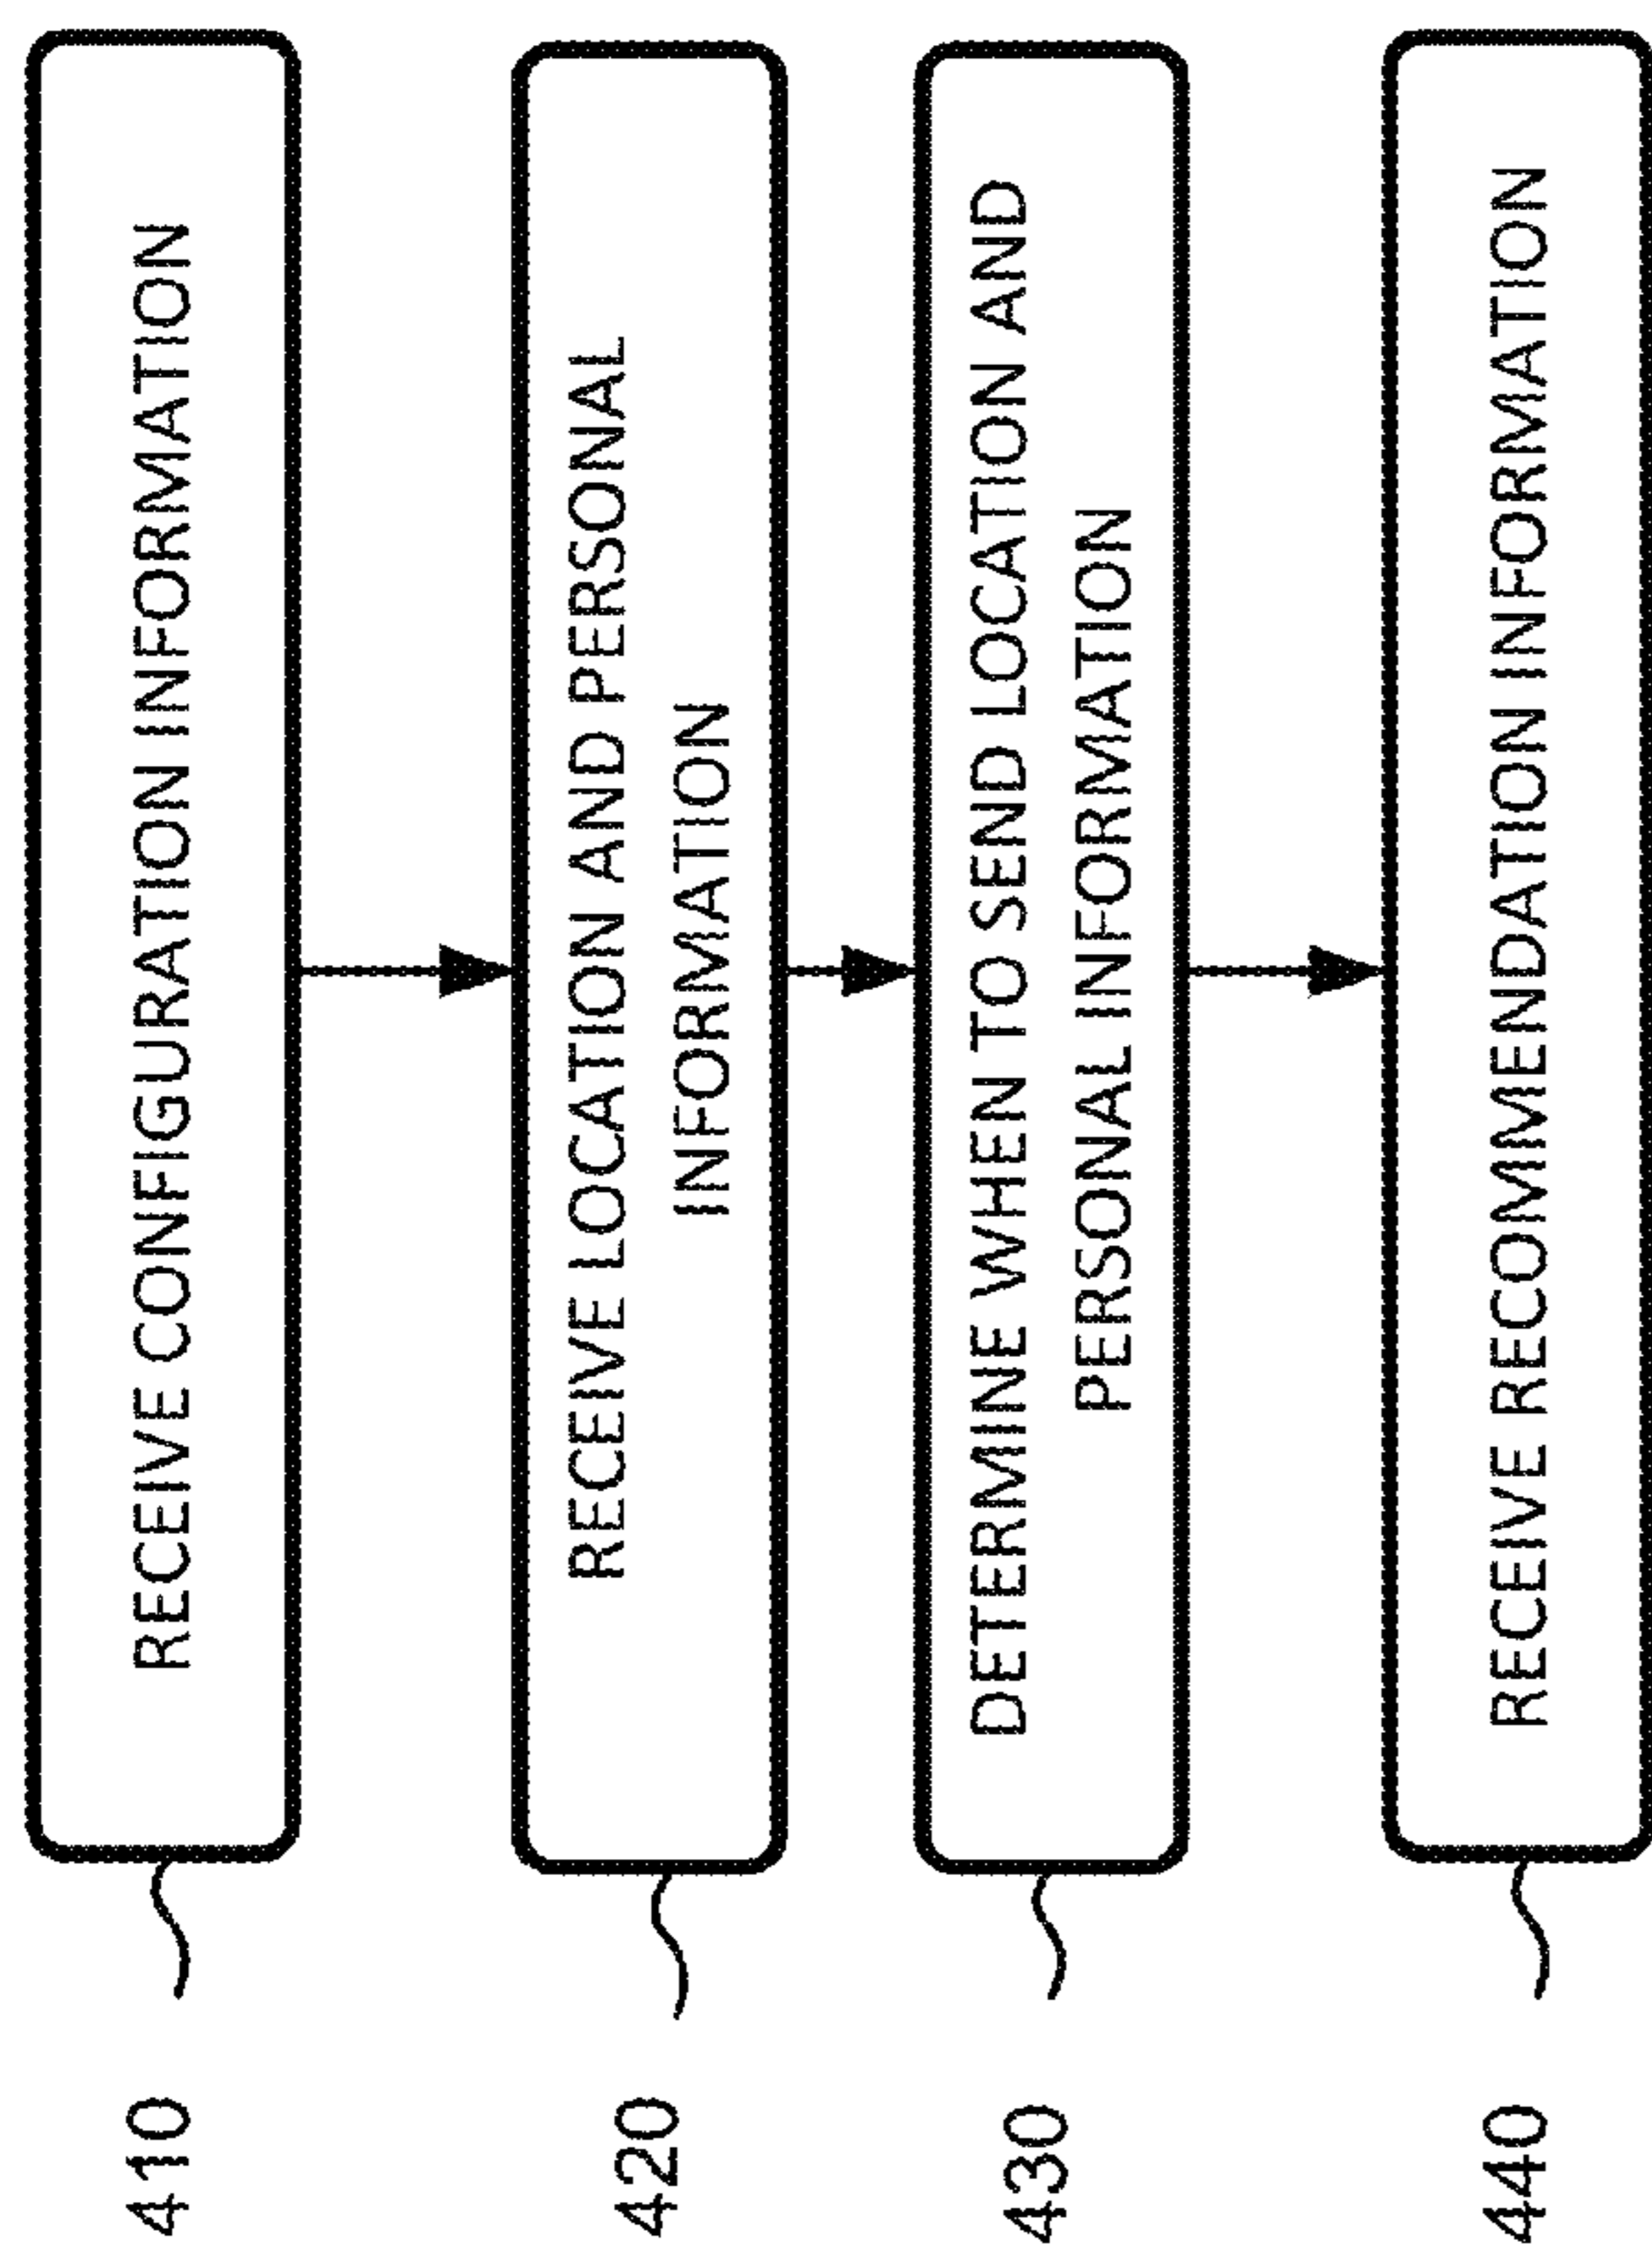 410
RECEIVE CONFIGURATION INFORMATION
420
RECEIVE LOCATION AND PERSONAL
INFORMATION
430
DETERMINE WHEN TO SEND LOCATION AND
PERSONAL INFORMATION
440
RECEIVE RECOMMENDATION INFORMATION